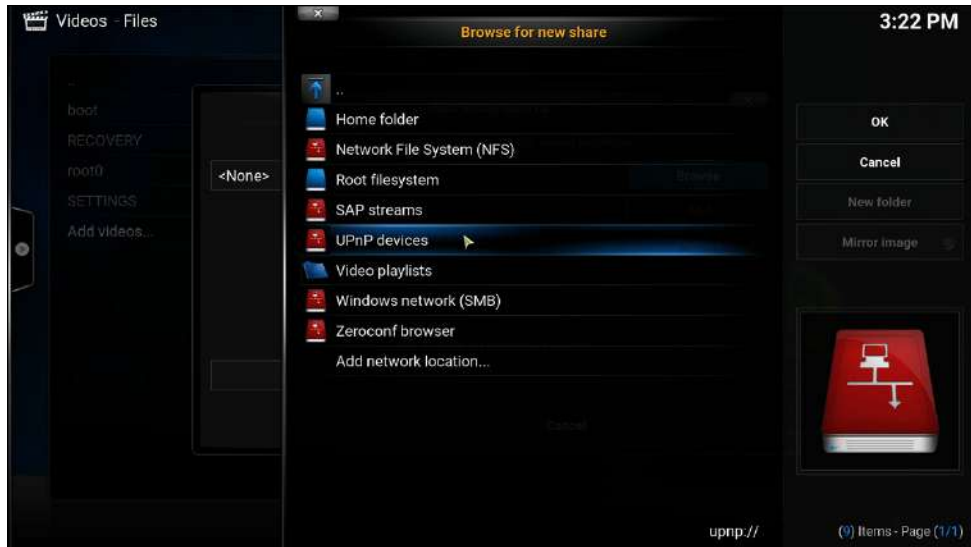 Videos - Files
Browse for new share
3:22 PM
..
boot
RECOVERY
root0
SETTINGS
Add videos...
<None>
..
Home folder
Network File System (NFS)
Root filesystem
SAP streams
UPnP devices
Video playlists
Windows network (SMB)
Zeroconf browser
Add network location...
Browse
Cancel
OK
Cancel
New folder
Mirror image
upnp://
(9) Items - Page (1/1)